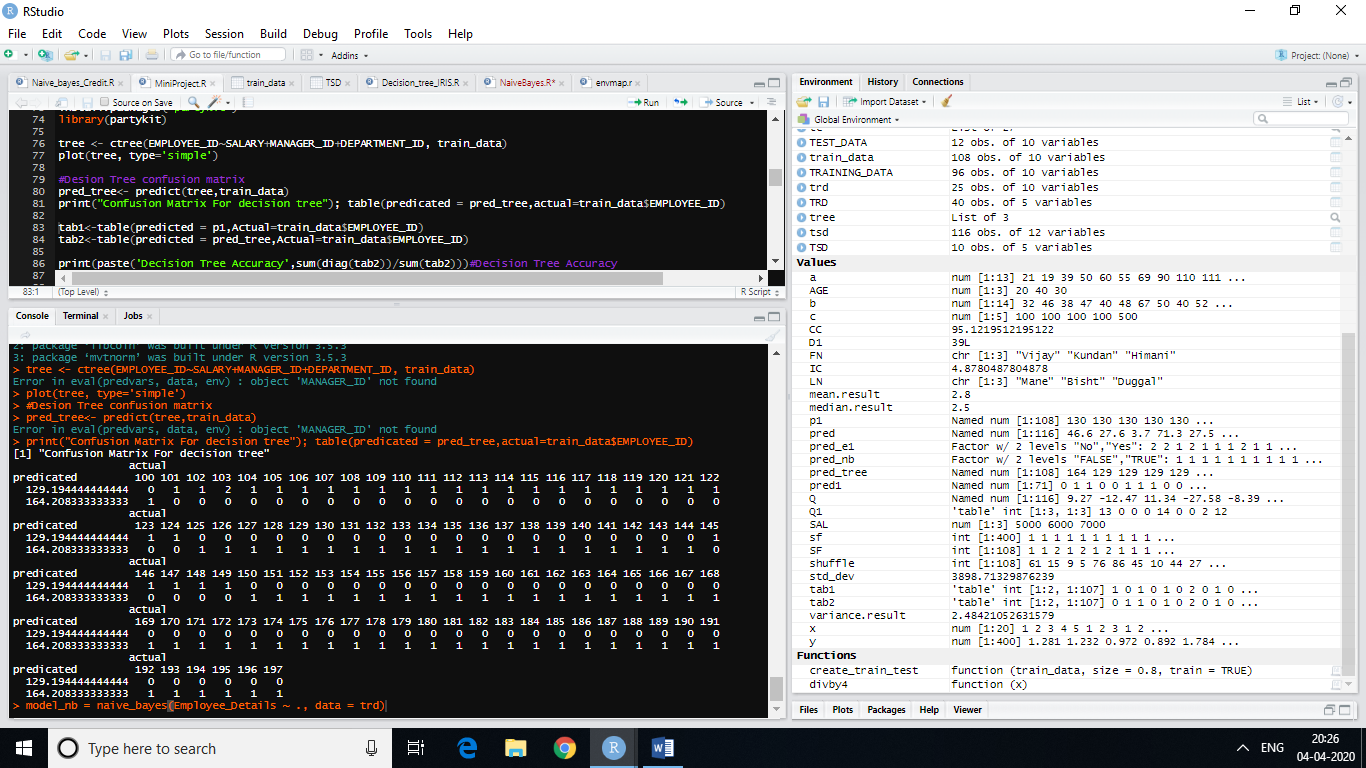 RStudio
File Edit Code View Plots Session Build Debug Profile Tools Help
Go to file/function Addins Project: (None)
Naive_bayes_Credit.R MiniProject.R train_data TSD Decision_tree_IRIS.R NaiveBayes.R* envmap.r
Source on Save Run Source
74 library(partykit)
75
76 tree <- ctree(EMPLOYEE_ID~SALARY+MANAGER_ID+DEPARTMENT_ID, train_data)
77 plot(tree, type='simple')
78
79 #Desion Tree confusion matrix
80 pred_tree<- predict(tree,train_data)
81 print("Confusion Matrix For decision tree"); table(predicated = pred_tree,actual=train_data$EMPLOYEE_ID)
82
83 tab1<-table(predicted = p1,Actual=train_data$EMPLOYEE_ID)
84 tab2<-table(predicted = pred_tree,Actual=train_data$EMPLOYEE_ID)
85
86 print(paste('Decision Tree Accuracy',sum(diag(tab2))/sum(tab2)))#Decision Tree Accuracy
87
83:1 (Top Level) R Script
Console Terminal Jobs
2: package 'libcoin' was built under R version 3.5.3
3: package 'mvtnorm' was built under R version 3.5.3
> tree <- ctree(EMPLOYEE_ID~SALARY+MANAGER_ID+DEPARTMENT_ID, train_data)
Error in eval(predvars, data, env) : object 'MANAGER_ID' not found
> plot(tree, type='simple')
> #Desion Tree confusion matrix
> pred_tree<- predict(tree,train_data)
Error in eval(predvars, data, env) : object 'MANAGER_ID' not found
> print("Confusion Matrix For decision tree"); table(predicated = pred_tree,actual=train_data$EMPLOYEE_ID)
[1] "Confusion Matrix For decision tree"
actual
predicated 100 101 102 103 104 105 106 107 108 109 110 111 112 113 114 115 116 117 118 119 120 121 122
129.194444444444 0 1 1 2 1 1 1 1 1 1 1 1 1 1 1 1 1 1 1 1 1 1 1
164.208333333333 1 0 0 0 0 0 0 0 0 0 0 0 0 0 0 0 0 0 0 0 0 0 0
actual
predicated 123 124 125 126 127 128 129 130 131 132 133 134 135 136 137 138 139 140 141 142 143 144 145
129.194444444444 1 1 0 0 0 0 0 0 0 0 0 0 0 0 0 0 0 0 0 0 0 0 1
164.208333333333 0 0 1 1 1 1 1 1 1 1 1 1 1 1 1 1 1 1 1 1 1 1 0
actual
predicated 146 147 148 149 150 151 152 153 154 155 156 157 158 159 160 161 162 163 164 165 166 167 168
129.194444444444 1 1 1 1 0 0 0 0 0 0 0 0 0 0 0 0 0 0 0 0 0 0 0
164.208333333333 0 0 0 0 1 1 1 1 1 1 1 1 1 1 1 1 1 1 1 1 1 1 1
actual
predicated 169 170 171 172 173 174 175 176 177 178 179 180 181 182 183 184 185 186 187 188 189 190 191
129.194444444444 0 0 0 0 0 0 0 0 0 0 0 0 0 0 0 0 0 0 0 0 0 0 0
164.208333333333 1 1 1 1 1 1 1 1 1 1 1 1 1 1 1 1 1 1 1 1 1 1 1
actual
predicated 192 193 194 195 196 197
129.194444444444 0 0 0 0 0 0
164.208333333333 1 1 1 1 1 1
> model_nb = naive_bayes(Employee_Details ~ ., data = trd)
Environment History Connections
Import Dataset List
Global Environment
TEST_DATA 12 obs. of 10 variables
train_data 108 obs. of 10 variables
TRAINING_DATA 96 obs. of 10 variables
trd 25 obs. of 10 variables
TRD 40 obs. of 5 variables
tree List of 3
tsd 116 obs. of 12 variables
TSD 10 obs. of 5 variables
Values
a num [1:13] 21 19 39 50 60 55 69 90 110 111 ...
AGE num [1:3] 20 40 30
b num [1:14] 32 46 38 47 40 48 67 50 40 52 ...
c num [1:5] 100 100 100 100 500
CC 95.1219512195122
D1 39L
FN chr [1:3] "Vijay" "Kundan" "Himani"
IC 4.8780487804878
LN chr [1:3] "Mane" "Bisht" "Duggal"
mean.result 2.8
median.result 2.5
p1 Named num [1:108] 130 130 130 130 130 ...
pred Named num [1:116] 46.6 27.6 3.7 71.3 27.5 ...
pred_e1 Factor w/ 2 levels "No","Yes": 2 2 1 2 1 1 1 2 1 1 ...
pred_nb Factor w/ 2 levels "FALSE","TRUE": 1 1 1 1 1 1 1 1 1 1 ...
pred_tree Named num [1:108] 164 129 129 129 129 ...
pred1 Named num [1:71] 0 1 1 0 0 1 1 1 0 0 ...
Q Named num [1:116] 9.27 -12.47 11.34 -27.58 -8.39 ...
Q1 'table' int [1:3, 1:3] 13 0 0 0 14 0 0 2 12
SAL num [1:3] 5000 6000 7000
sf int [1:400] 1 1 1 1 1 1 1 1 1 1 ...
SF int [1:108] 1 1 2 1 2 1 2 1 1 1 ...
shuffle int [1:108] 61 15 9 5 76 86 45 10 44 27 ...
std_dev 3898.71329876239
tab1 'table' int [1:2, 1:107] 1 0 1 0 1 0 2 0 1 0 ...
tab2 'table' int [1:2, 1:107] 0 1 1 0 1 0 2 0 1 0 ...
variance.result 2.48421052631579
x num [1:20] 1 2 3 4 5 1 2 3 1 2 ...
y num [1:400] 1.281 1.232 0.972 0.892 1.784 ...
Functions
create_train_test function (train_data, size = 0.8, train = TRUE)
divby4 function (x)
Files Plots Packages Help Viewer
Type here to search
ENG
20:26
04-04-2020